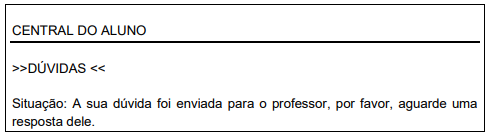 CENTRAL DO ALUNO
>>DÚVIDAS <<
Situação: A sua dúvida foi enviada para o professor, por favor, aguarde uma
resposta dele.